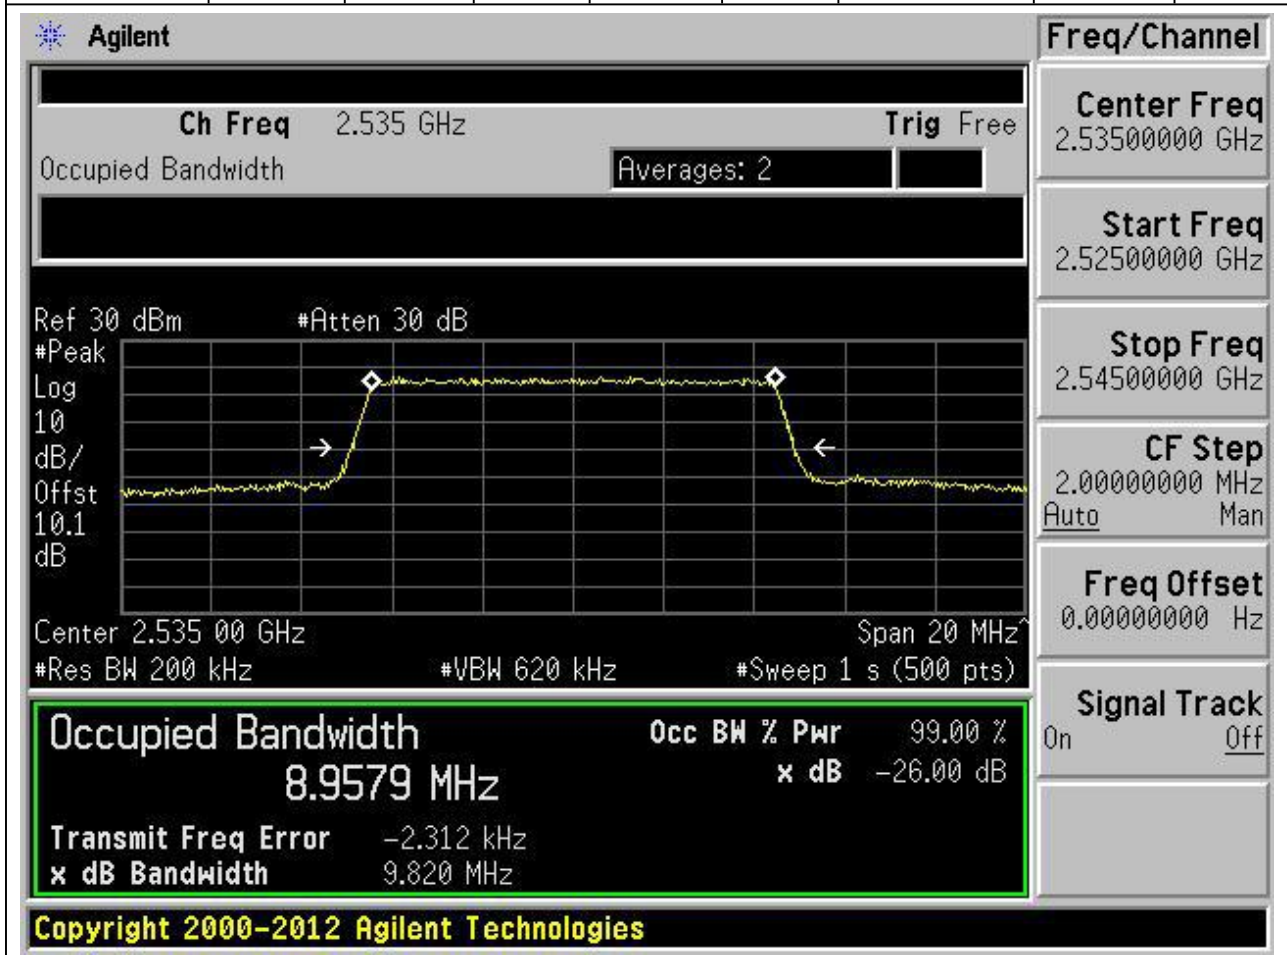 Agilent
Freq/Channel
Ch Freq 2.535 GHz Trig Free
Occupied Bandwidth Averages: 2
Center Freq
2.53500000 GHz
Start Freq
2.52500000 GHz
Stop Freq
2.54500000 GHz
CF Step
2.00000000 MHz
Auto Man
Freq Offset
0.00000000 Hz
Signal Track
On Off
Ref 30 dBm #Atten 30 dB
#Peak
Log
10
dB/
Offst
10.1
dB
Center 2.535 00 GHz Span 20 MHz^
#Res BW 200 kHz #VBW 620 kHz #Sweep 1 s (500 pts)
Occupied Bandwidth Occ BW % Pwr 99.00 %
8.9579 MHz x dB -26.00 dB
Transmit Freq Error -2.312 kHz
x dB Bandwidth 9.820 MHz
Copyright 2000-2012 Agilent Technologies